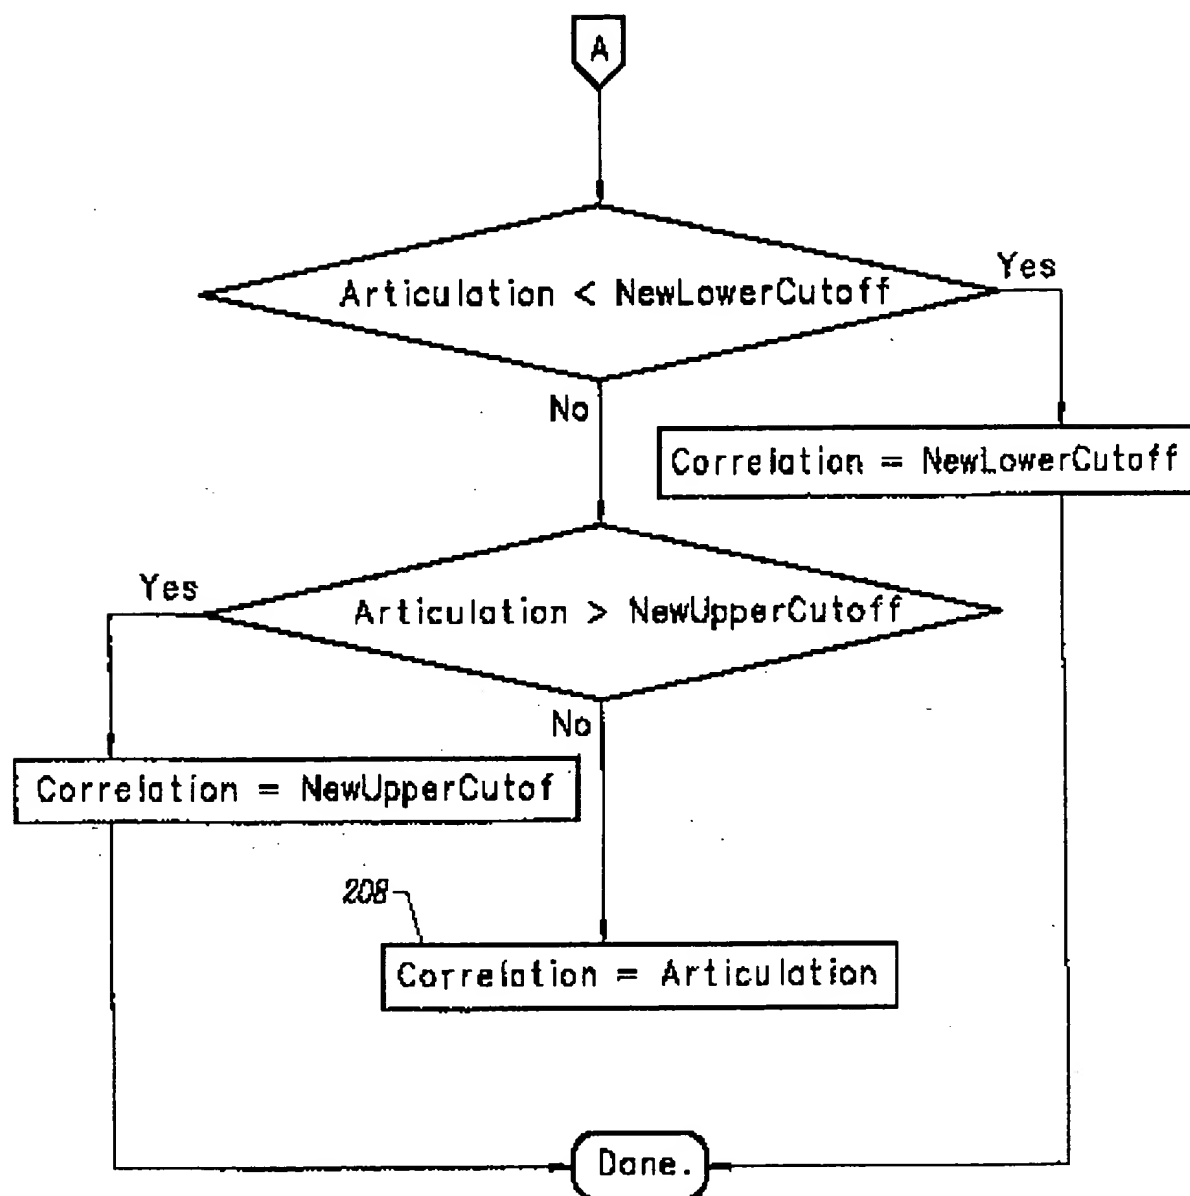 A
Articulation < NewLowerCutoff
Yes
No
Correlation = NewLowerCutoff
Articulation > NewUpperCutoff
Yes
No
Correlation = NewUpperCutof
208
Correlation = Articulation
Done.